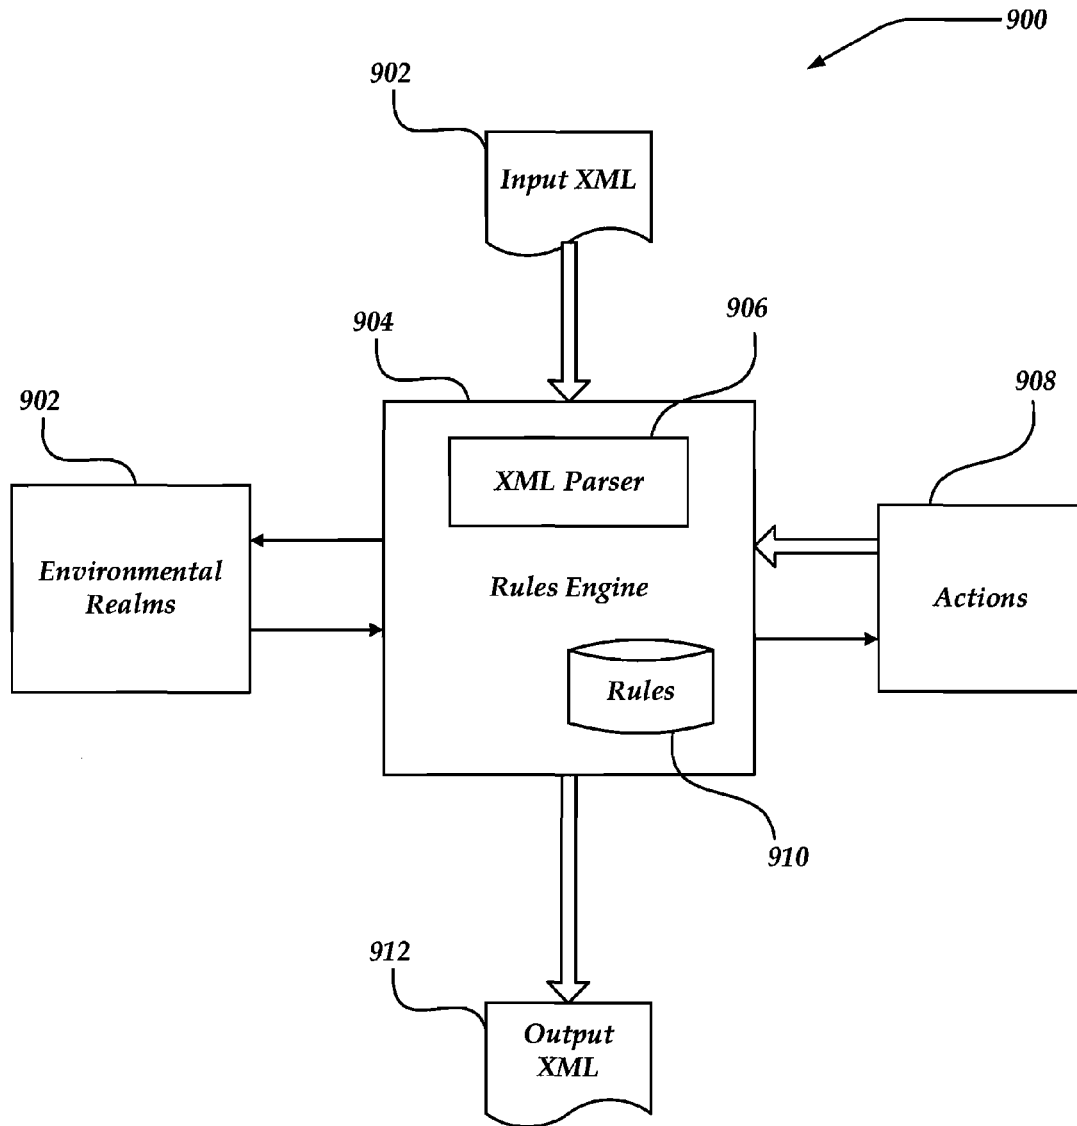 900
902
Input XML
906
904
908
902
XML Parser
Environmental
Realms
Rules Engine
Actions
Rules
910
912
Output
XML